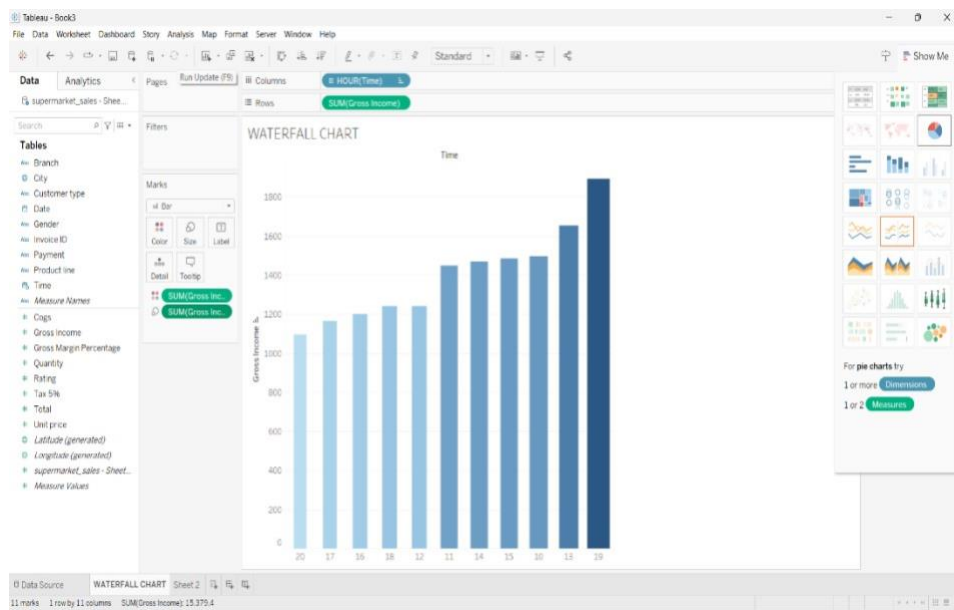 Tableau - Book3
File Data Worksheet Dashboard Story Analysis Map Format Server Window Help
Standard
Show Me
Data Analytics
supermarket_sales - Shee...
Search
Tables
Abc Branch
City
Abc Customer type
Date
Abc Gender
Abc Invoice ID
Abc Payment
Abc Product line
Time
Abc Measure Names
Cogs
Gross Income
Gross Margin Percentage
Quantity
Rating
Tax 5%
Total
Unit price
Latitude (generated)
Longitude (generated)
supermarket_sales - Sheet...
Measure Values
Pages
Run Update (F9)
Filters
Marks
Bar
Color Size Label
Detail Tooltip
SUM(Gross Inc..
SUM(Gross Inc..
Columns HOUR(Time)
Rows SUM(Gross Income)
WATERFALL CHART
Time
Gross Income
1800
1600
1400
1200
1000
800
600
400
200
0
20 17 16 18 12 11 14 15 10 13 19
For pie charts try
1 or more Dimensions
1 or 2 Measures
Data Source WATERFALL CHART Sheet 2
11 marks 1 row by 11 columns SUM(Gross Income): 15,379.4